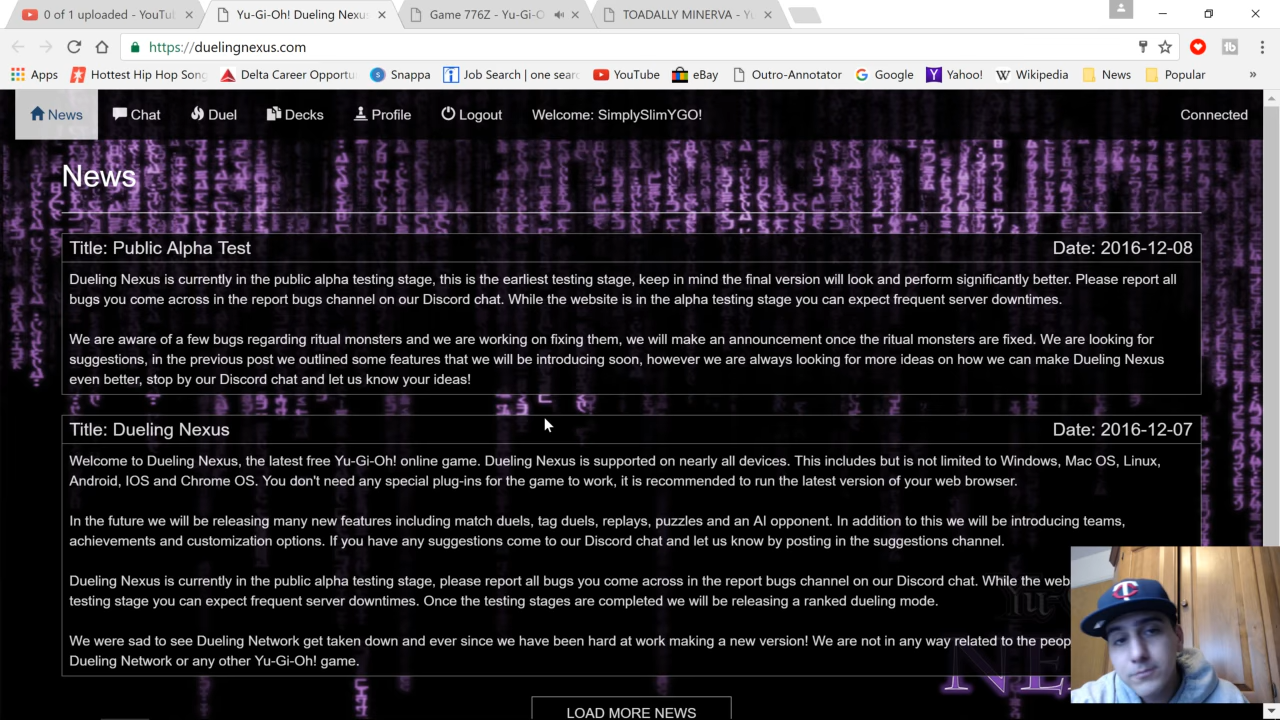 0 of 1 uploaded - YouTu
Yu-Gi-Oh! Dueling Nexus
Game 776Z - Yu-Gi-O
TOADALLY MINERVA - Yu
https://duelingnexus.com
Apps
Hottest Hip Hop Song
Delta Career Opportu
Snappa
Job Search | one sear
YouTube
eBay
Outro-Annotator
Google
Yahoo!
Wikipedia
News
Popular
News
Chat
Duel
Decks
Profile
Logout
Welcome: SimplySlimYGO!
Connected
News
Title: Public Alpha Test
Date: 2016-12-08
Dueling Nexus is currently in the public alpha testing stage, this is the earliest testing stage, keep in mind the final version will look and perform significantly better. Please report all
bugs you come across in the report bugs channel on our Discord chat. While the website is in the alpha testing stage you can expect frequent server downtimes.
We are aware of a few bugs regarding ritual monsters and we are working on fixing them, we will make an announcement once the ritual monsters are fixed. We are looking for
suggestions, in the previous post we outlined some features that we will be introducing soon, however we are always looking for more ideas on how we can make Dueling Nexus
even better, stop by our Discord chat and let us know your ideas!
Title: Dueling Nexus
Date: 2016-12-07
Welcome to Dueling Nexus, the latest free Yu-Gi-Oh! online game. Dueling Nexus is supported on nearly all devices. This includes but is not limited to Windows, Mac OS, Linux,
Android, IOS and Chrome OS. You don't need any special plug-ins for the game to work, it is recommended to run the latest version of your web browser.
In the future we will be releasing many new features including match duels, tag duels, replays, puzzles and an AI opponent. In addition to this we will be introducing teams,
achievements and customization options. If you have any suggestions come to our Discord chat and let us know by posting in the suggestions channel.
Dueling Nexus is currently in the public alpha testing stage, please report all bugs you come across in the report bugs channel on our Discord chat. While the web
testing stage you can expect frequent server downtimes. Once the testing stages are completed we will be releasing a ranked dueling mode.
We were sad to see Dueling Network get taken down and ever since we have been hard at work making a new version! We are not in any way related to the peop
Dueling Network or any other Yu-Gi-Oh! game.
LOAD MORE NEWS